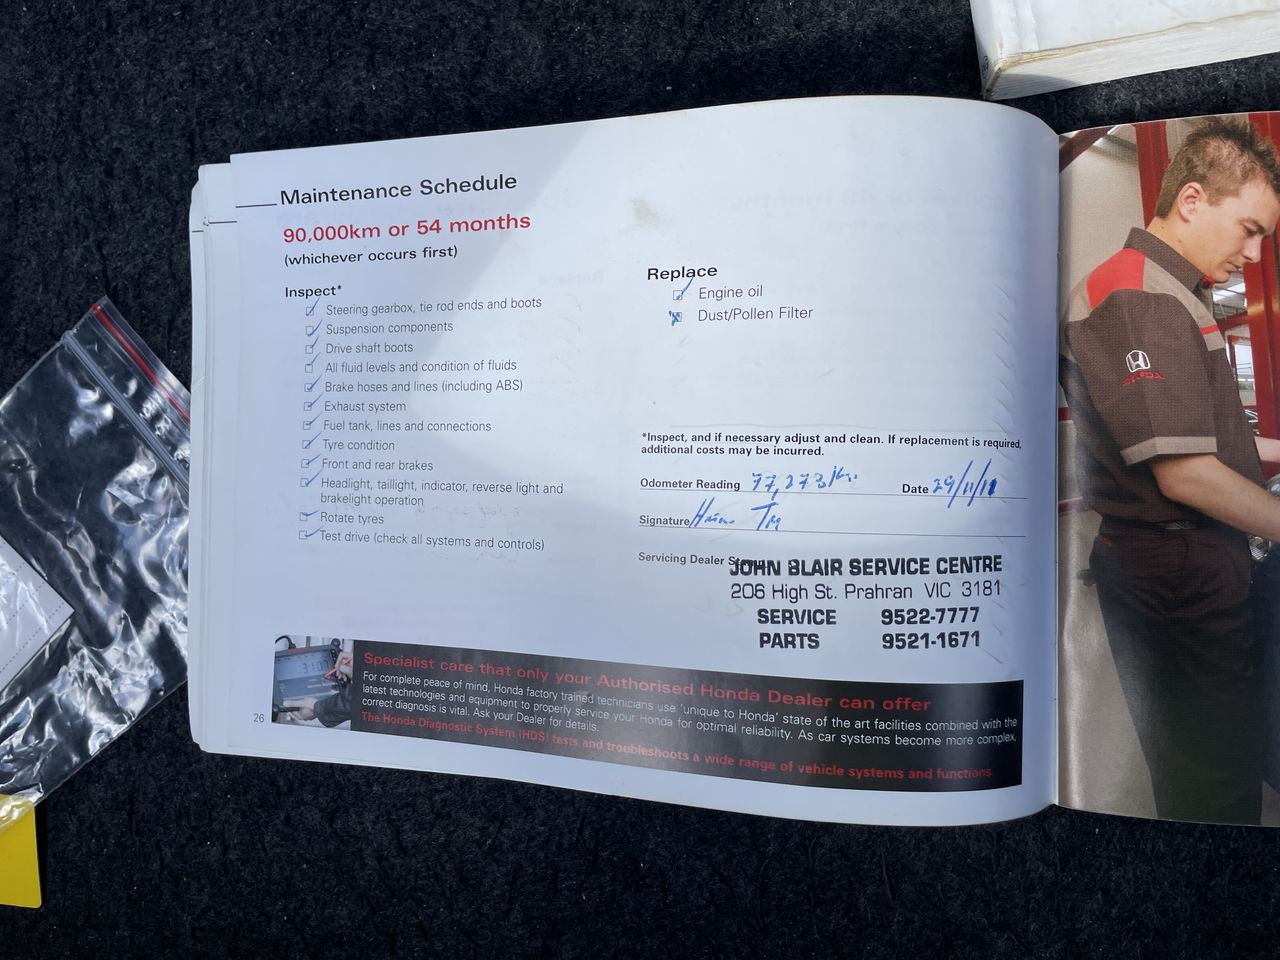 Maintenance Schedule
90,000km or 54 months
(whichever occurs first)
Inspect*
Steering gearbox, tie rod ends and boots
Suspension components
Drive shaft boots
All fluid levels and condition of fluids
Brake hoses and lines (including ABS)
Exhaust system
Fuel tank, lines and connections
Tyre condition
Front and rear brakes
Headlight, taillight, indicator, reverse light and
brakelight operation
Rotate tyres
Test drive (check all systems and controls)
Replace
Engine oil
Dust/Pollen Filter
*Inspect, and if necessary adjust and clean. If replacement is required,
additional costs may be incurred.
Odometer Reading 77,273 Date 29/11/11
Signature
Servicing Dealer
JOHN BLAIR SERVICE CENTRE
206 High St. Prahran VIC 3181
SERVICE 9522-7777
PARTS 9521-1671
3107
Specialist care that only your Authorised Honda Dealer can offer
For complete peace of mind, Honda factory trained technicians use 'unique to Honda' state of the art facilities combined with the
latest technologies and equipment to properly service your Honda for optimal reliability. As car systems become more complex,
correct diagnosis is vital. Ask your Dealer for details.
The Honda Diagnostic System (HDS) tests and troubleshoots a wide range of vehicle systems and functions.
26
HONDA